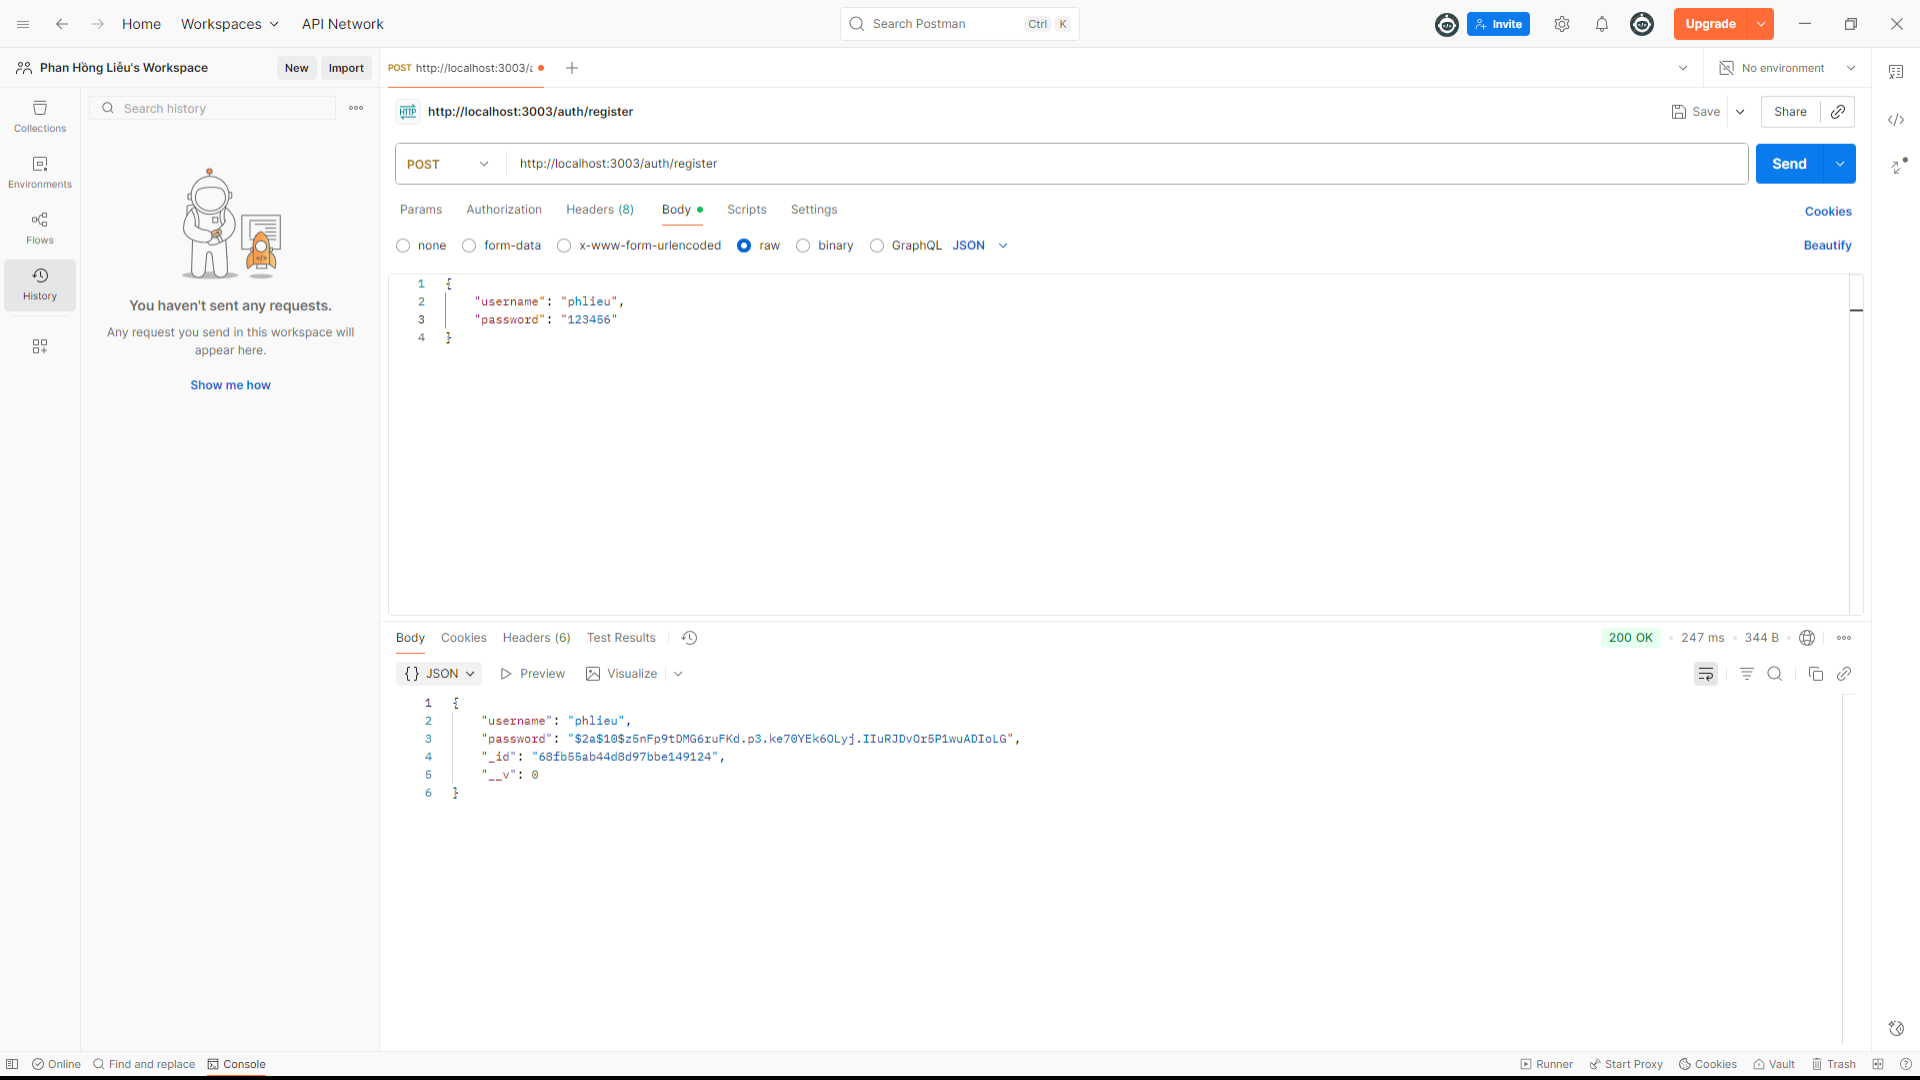 Home Workspaces API Network Search Postman Ctrl K Invite Upgrade
Phan Hồng Liễu's Workspace New Import POST http://localhost:3003/a No environment
Collections
Environments
Flows
History
Search history
You haven't sent any requests.
Any request you send in this workspace will
appear here.
Show me how
HTTP http://localhost:3003/auth/register Save Share
POST http://localhost:3003/auth/register Send
Params Authorization Headers (8) Body Scripts Settings Cookies
none form-data x-www-form-urlencoded raw binary GraphQL JSON Beautify
1 {
2 "username": "phlieu",
3 "password": "123456"
4 }
Body Cookies Headers (6) Test Results 200 OK • 247 ms • 344 B
{} JSON Preview Visualize
1 {
2 "username": "phlieu",
3 "password": "$2a$10$z5nFp9tDMG6ruFKd.p3.ke70YEk6OLyj.IIuRJDvOr5P1wuADIoLG",
4 "_id": "68fb55ab44d8d97bbe149124",
5 "__v": 0
6 }
Online Find and replace Console Runner Start Proxy Cookies Vault Trash